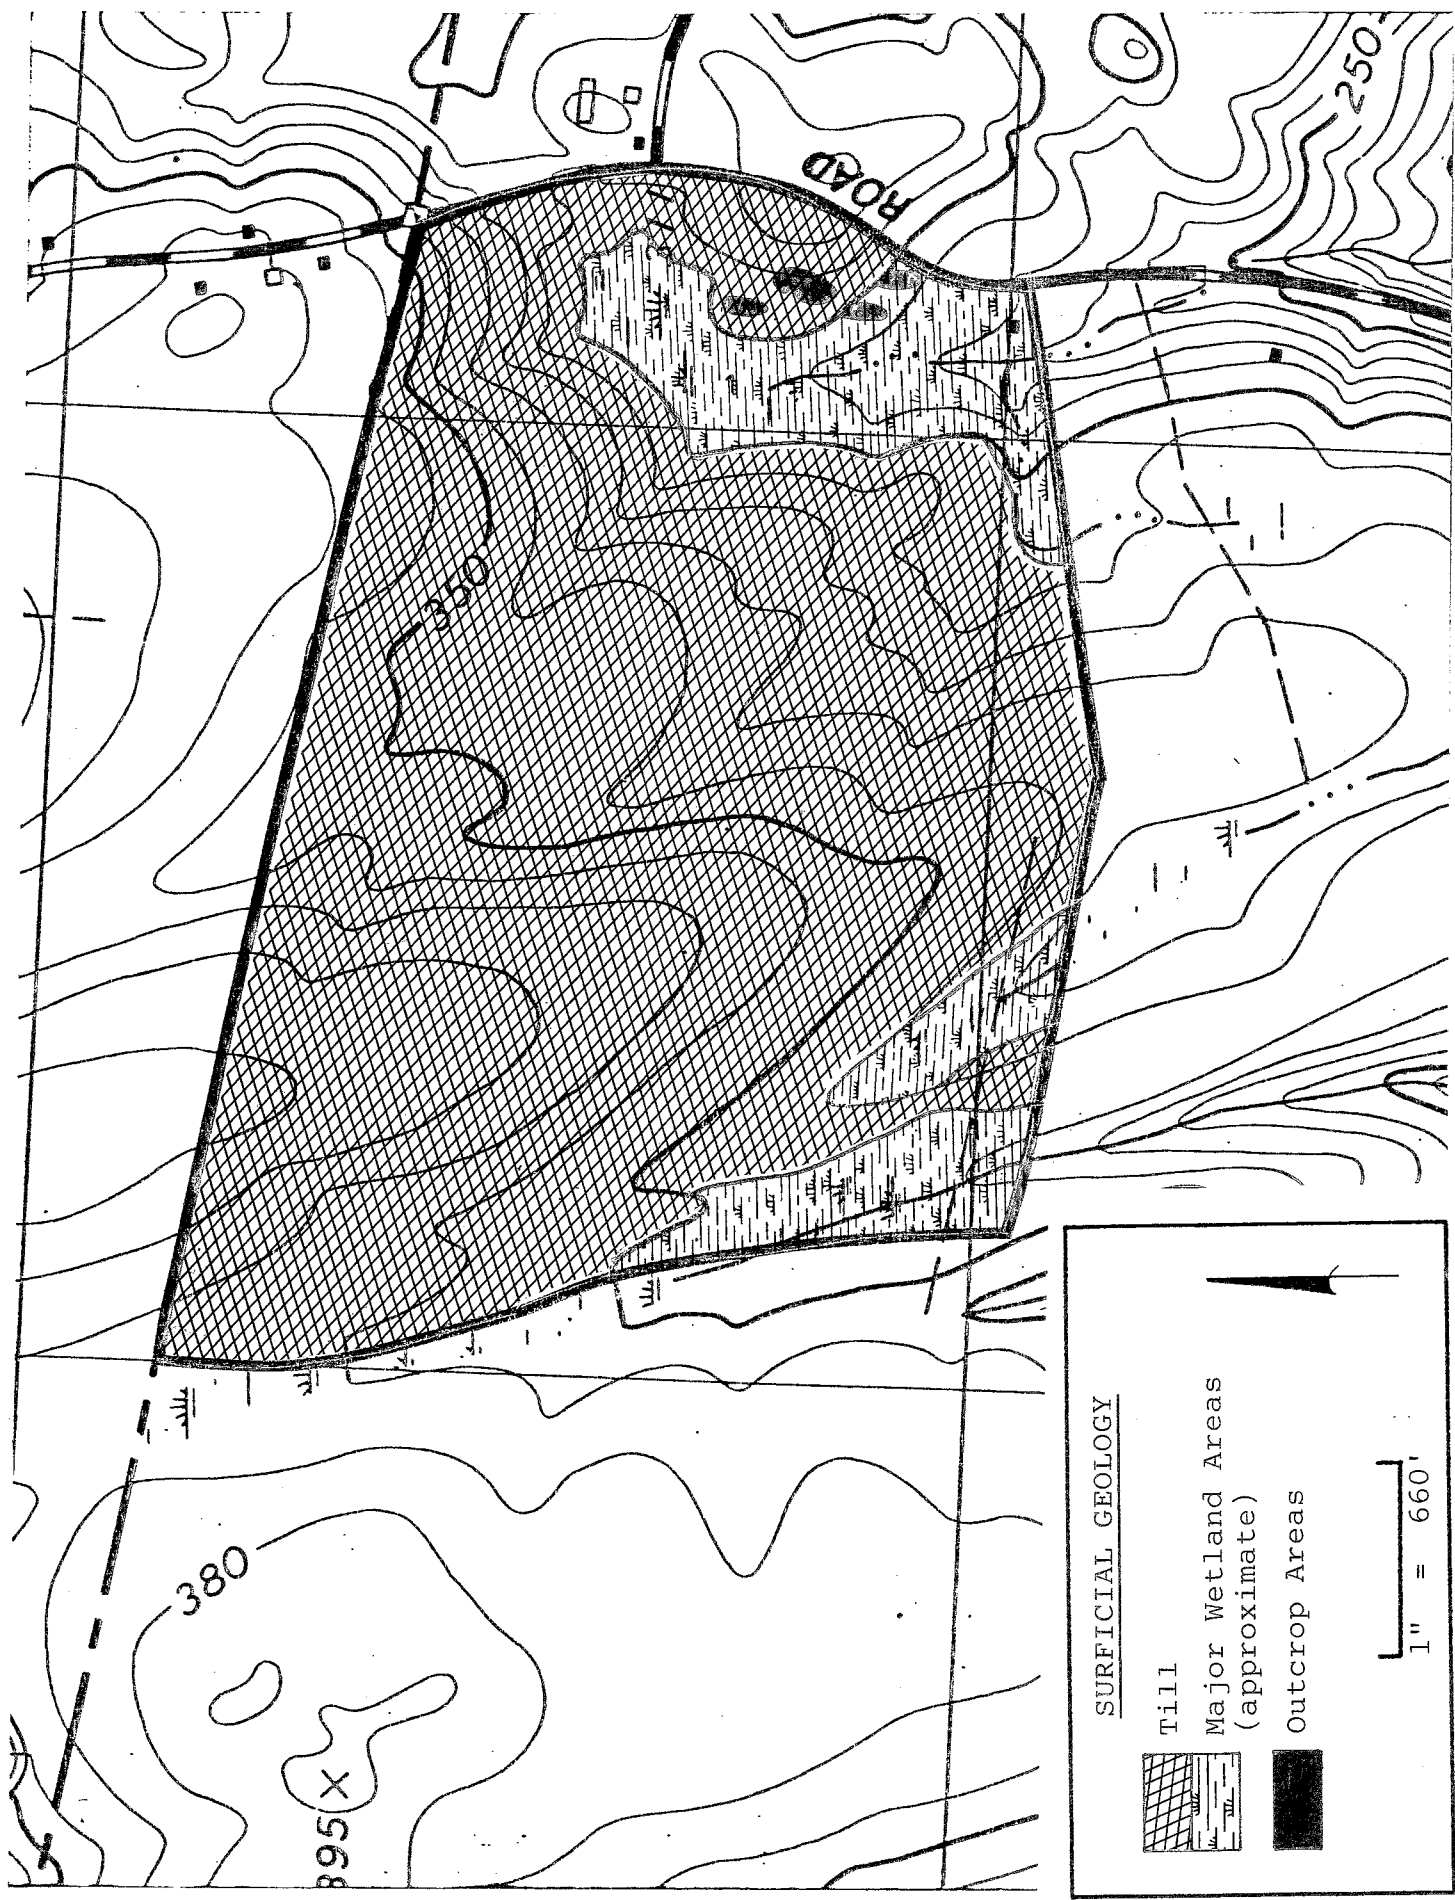 250
ROAD
350
380
395
SURFICIAL GEOLOGY
Till
Major Wetland Areas
(approximate)
Outcrop Areas
1" = 660'